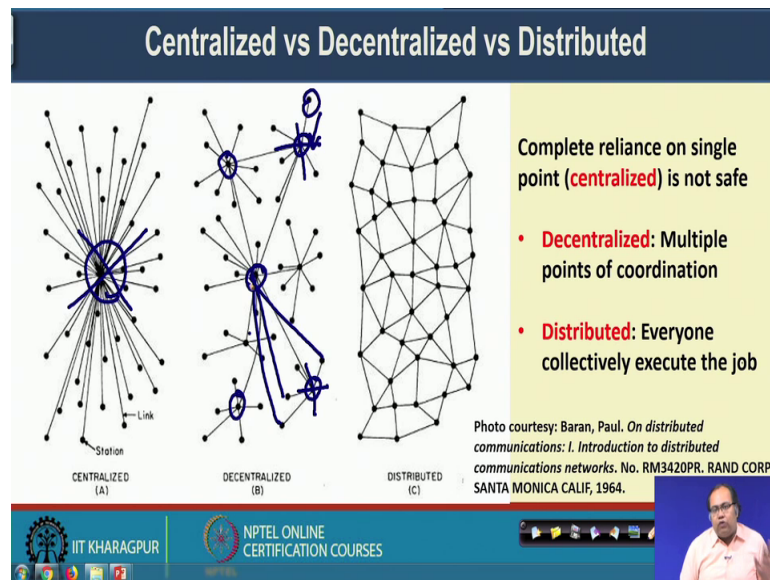 Centralized vs Decentralized vs Distributed
Link
Station
CENTRALIZED
(A)
DECENTRALIZED
(B)
DISTRIBUTED
(C)
Complete reliance on single
point (centralized) is not safe
• Decentralized: Multiple
points of coordination
• Distributed: Everyone
collectively execute the job
Photo courtesy: Baran, Paul. On distributed
communications: I. Introduction to distributed
communications networks. No. RM3420PR. RAND CORP
SANTA MONICA CALIF, 1964.
IIT KHARAGPUR
NPTEL ONLINE
CERTIFICATION COURSES